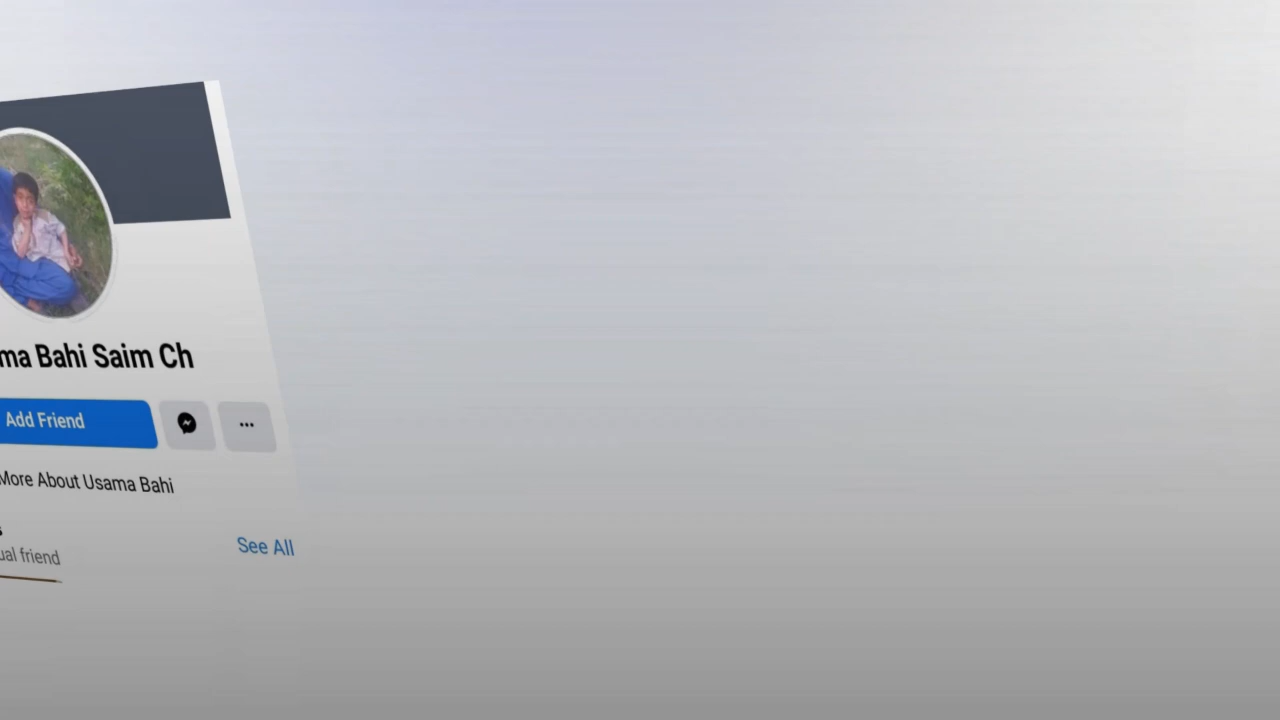 ma Bahi Saim Ch
Add Friend
More About Usama Bahi
s
ual friend
See All